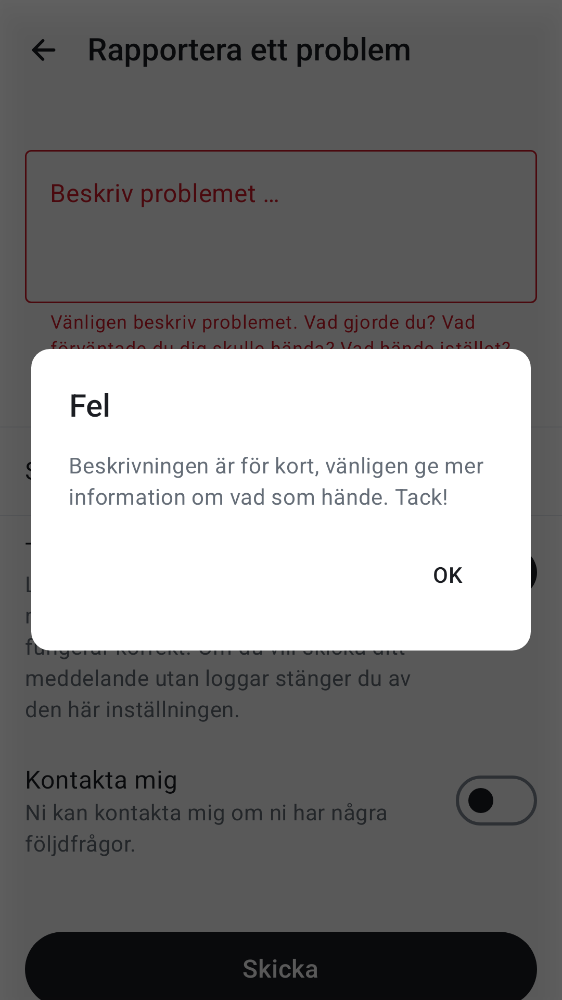 Rapportera ett problem
Beskriv problemet ...
Vänligen beskriv problemet. Vad gjorde du? Vad
förväntade du dig skulle hända? Vad hände istället?
Fel
Beskrivningen är för kort, vänligen ge mer
information om vad som hände. Tack!
OK
fungerar korrekt. Om du vill skicka ditt
meddelande utan loggar stänger du av
den här inställningen.
Kontakta mig
Ni kan kontakta mig om ni har några
följdfrågor.
Skicka